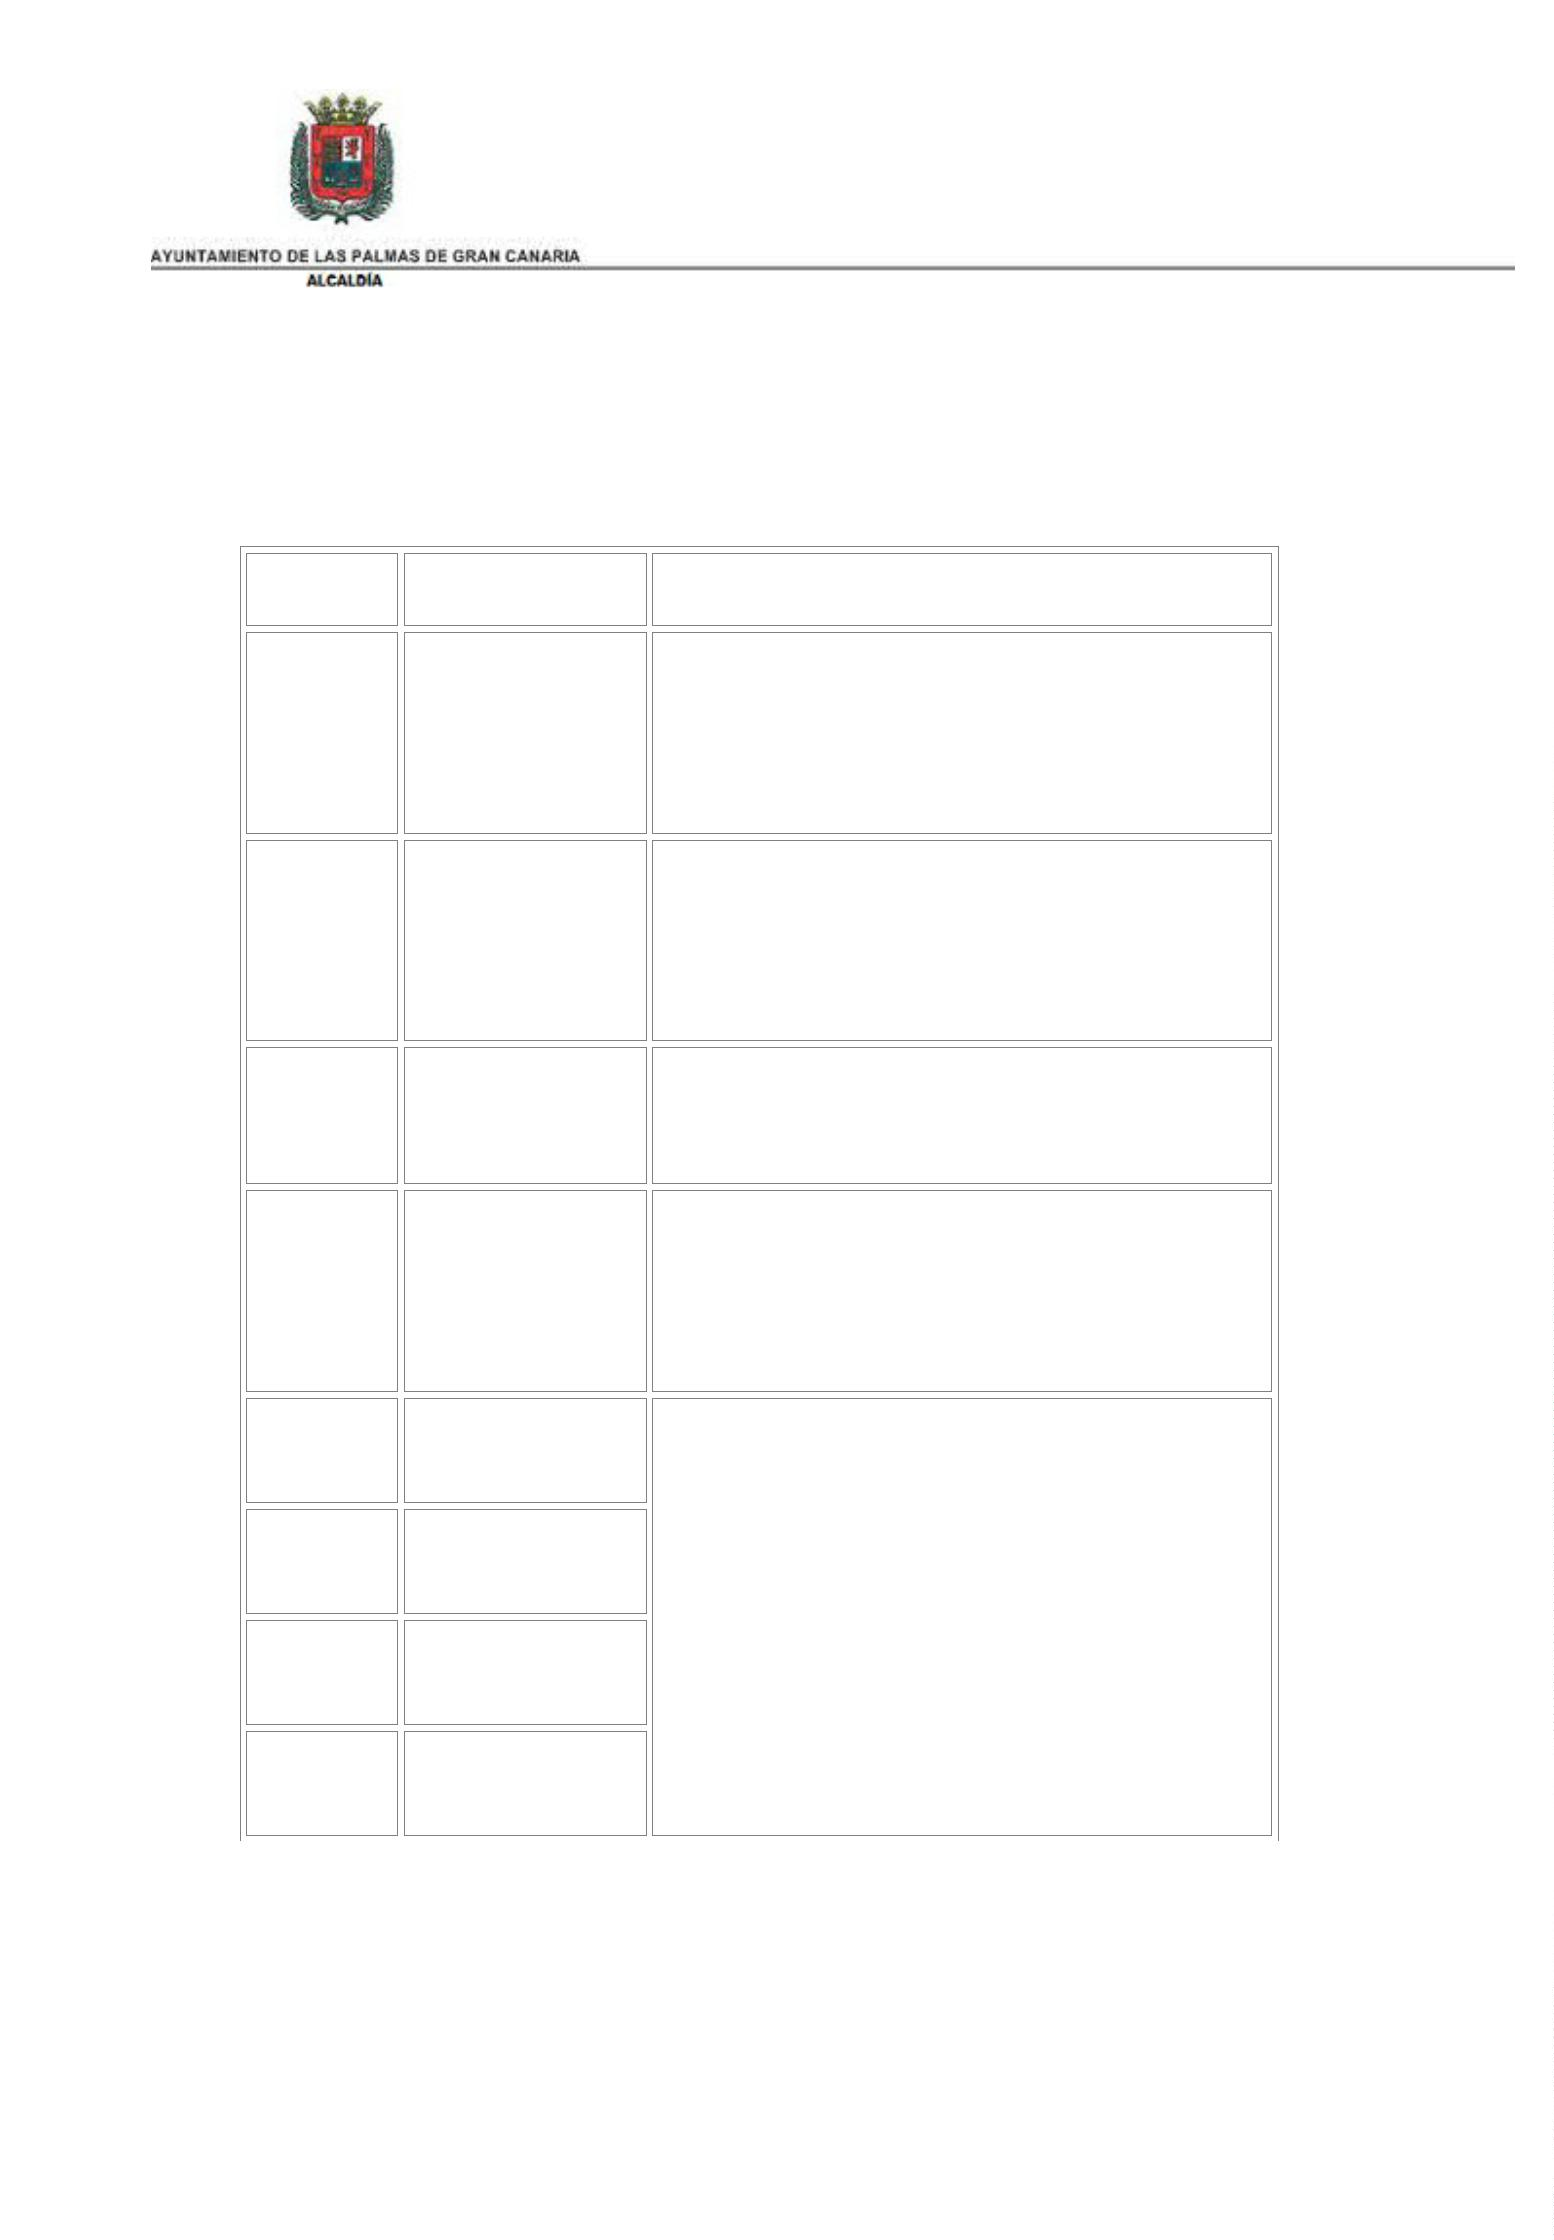 AYUNTAMIENTO DE LAS PALMAS DE GRAN CANARIA
ALCALDÍA